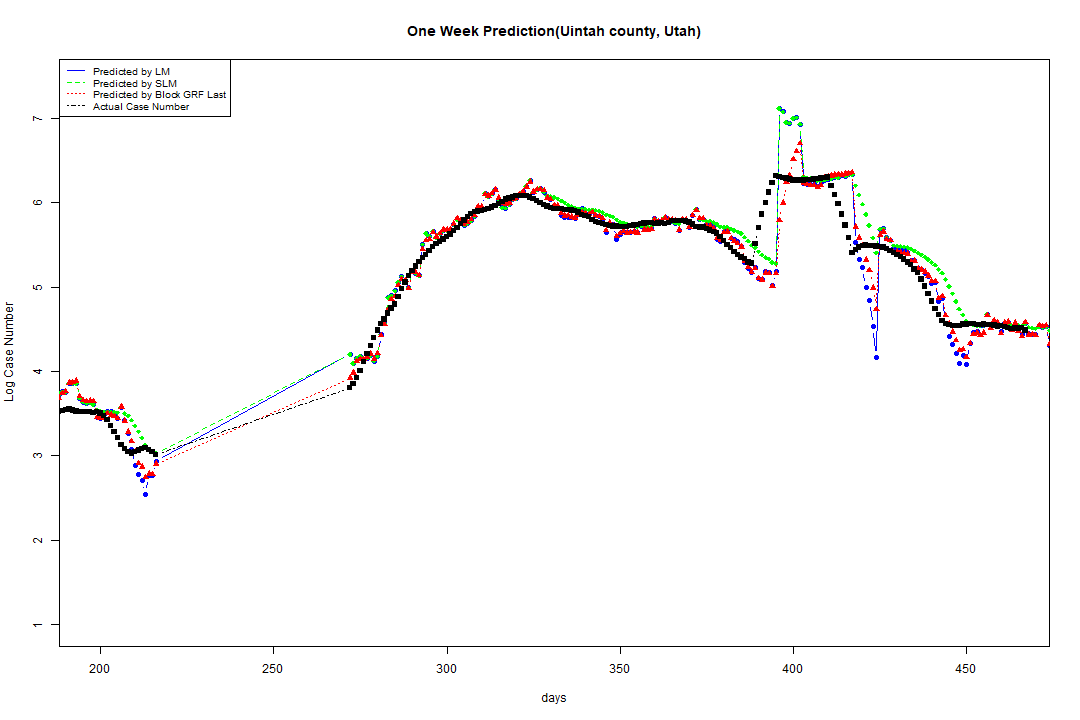 One Week Prediction(Uintah county, Utah)
Predicted by LM
Predicted by SLM
Predicted by Block GRF Last
Actual Case Number
7
6
5
4
3
2
1
Log Case Number
200 250 300 350 400 450
days